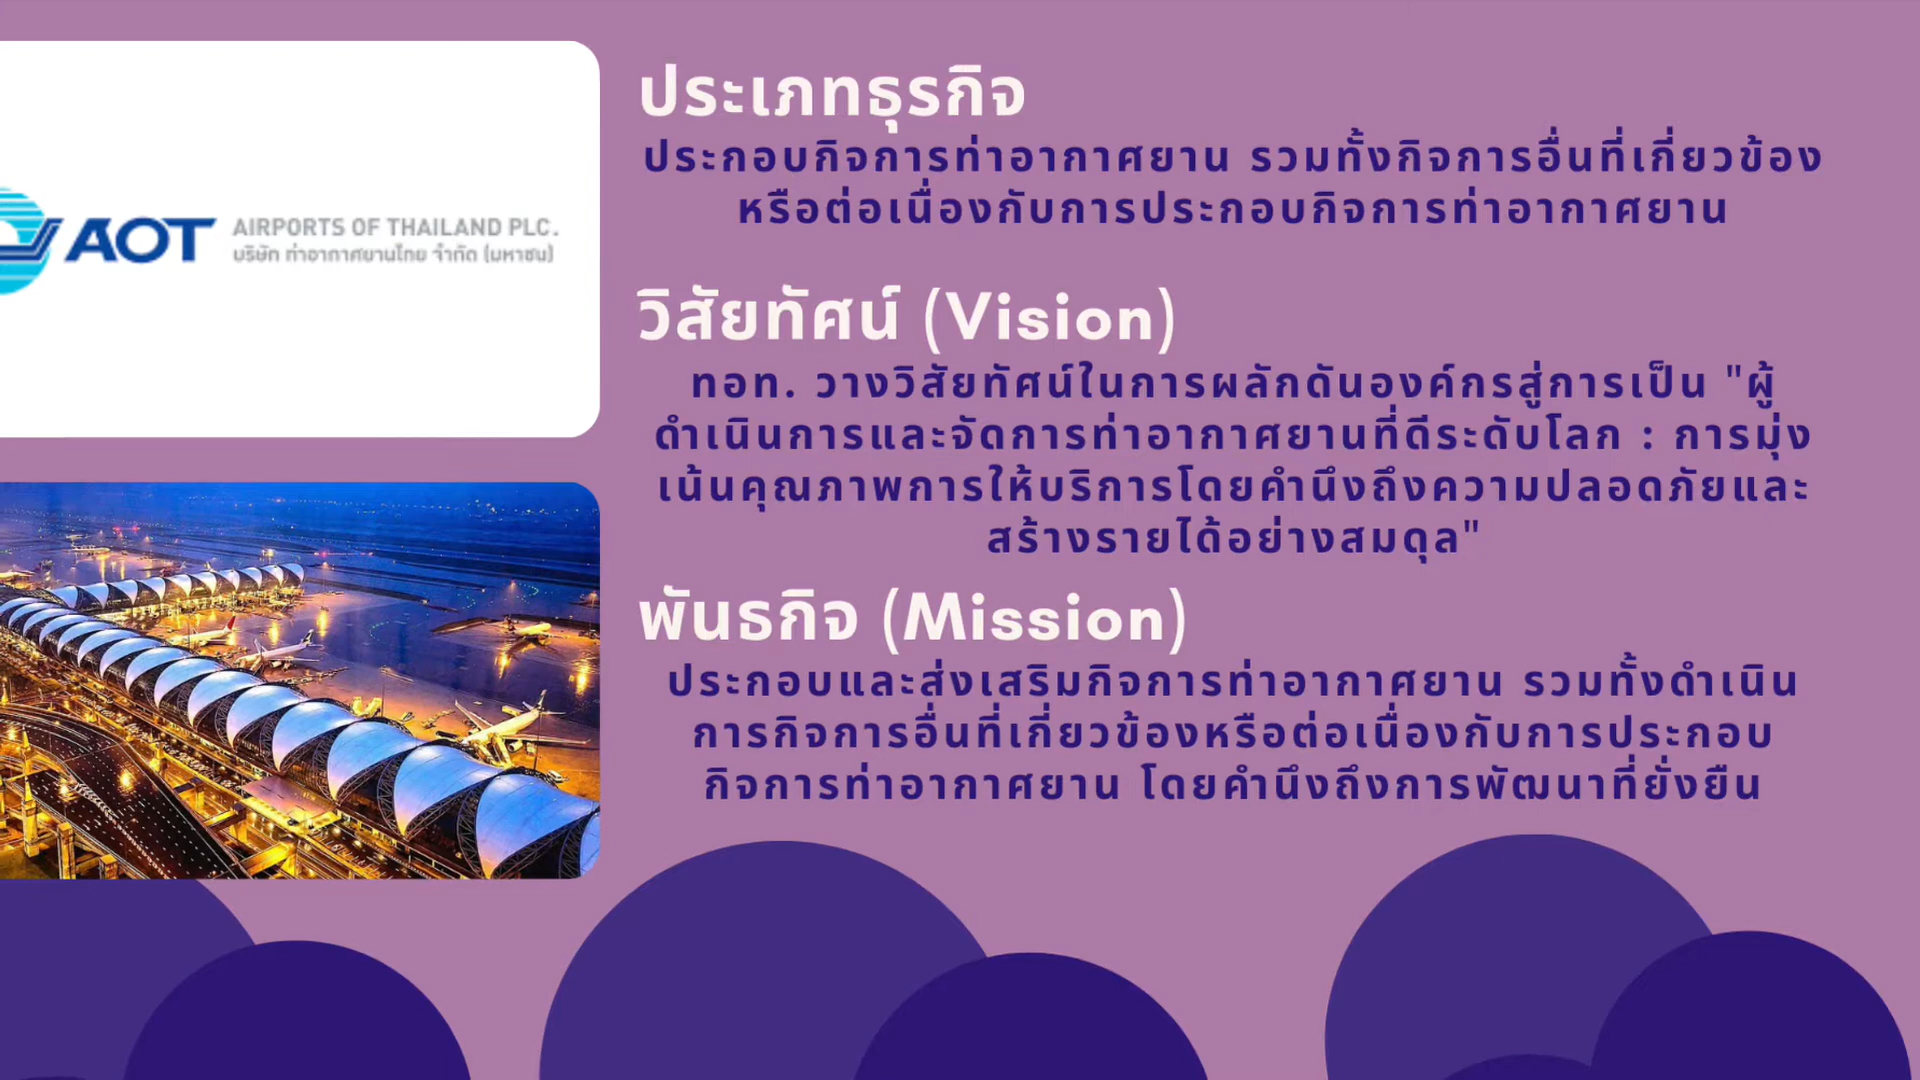 AOT AIRPORTS OF THAILAND PLC.
บริษัท ท่าอากาศยานไทย จำกัด (มหาชน)
ประเภทธุรกิจ
ประกอบกิจการท่าอากาศยาน รวมทั้งกิจการอื่นที่เกี่ยวข้อง
หรือต่อเนื่องกับการประกอบกิจการท่าอากาศยาน
วิสัยทัศน์ (Vision)
ทอท. วางวิสัยทัศน์ในการผลักดันองค์กรสู่การเป็น "ผู้
ดำเนินการและจัดการท่าอากาศยานที่ดีระดับโลก : การมุ่ง
เน้นคุณภาพการให้บริการโดยคำนึงถึงความปลอดภัยและ
สร้างรายได้อย่างสมดุล"
พันธกิจ (Mission)
ประกอบและส่งเสริมกิจการท่าอากาศยาน รวมทั้งดำเนิน
การกิจการอื่นที่เกี่ยวข้องหรือต่อเนื่องกับการประกอบ
กิจการท่าอากาศยาน โดยคำนึงถึงการพัฒนาที่ยั่งยืน